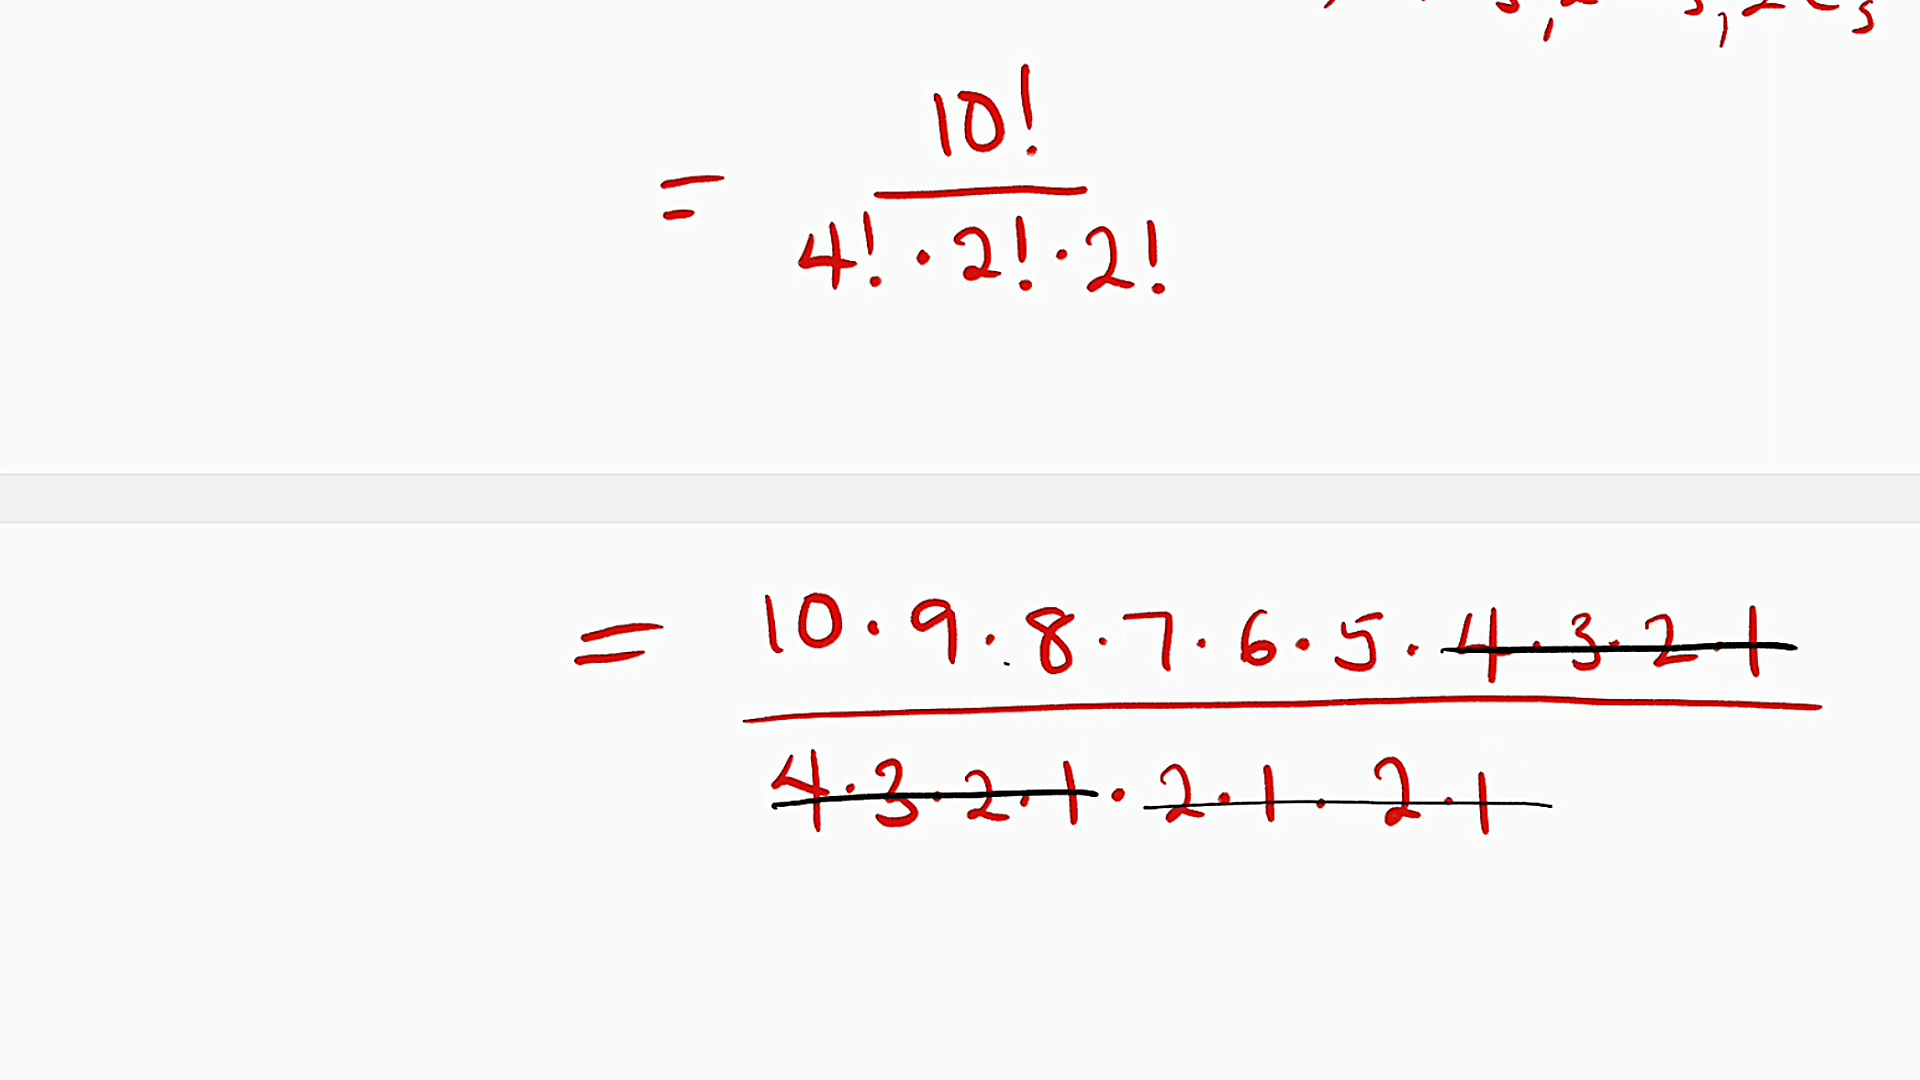 = 10!
4! · 2! · 2!
= 10 · 9 · 8 · 7 · 6 · 5 · 4 · 3 · 2 · 1
4 · 3 · 2 · 1 · 2 · 1 · 2 · 1